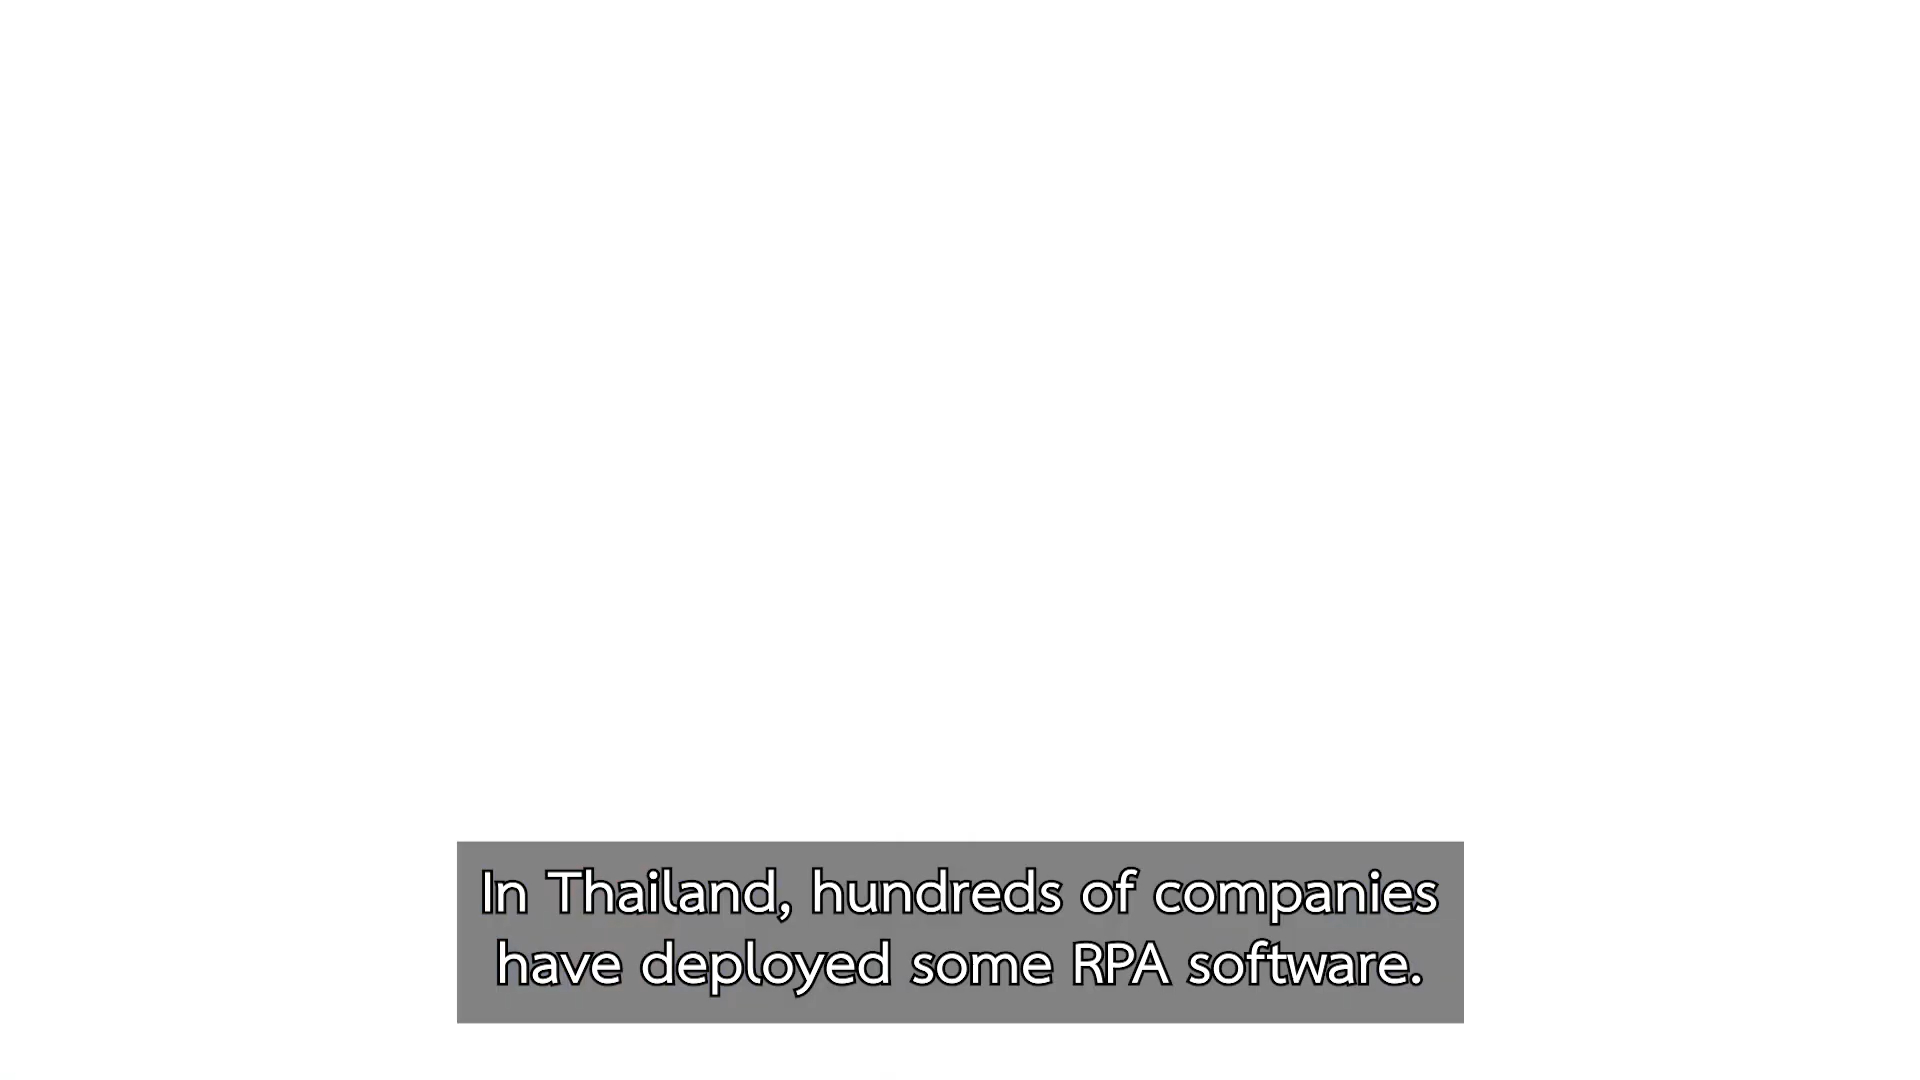 In Thailand, hundreds of companies
have deployed some RPA software.